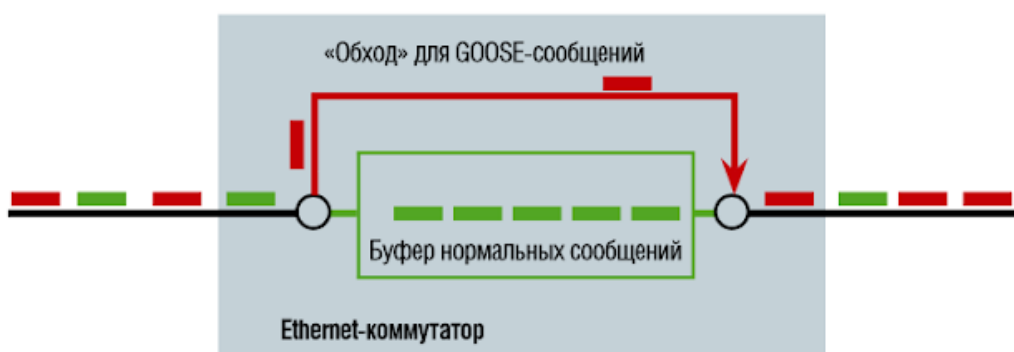 «Обход» для GOOSE-сообщений
Буфер нормальных сообщений
Ethernet-коммутатор